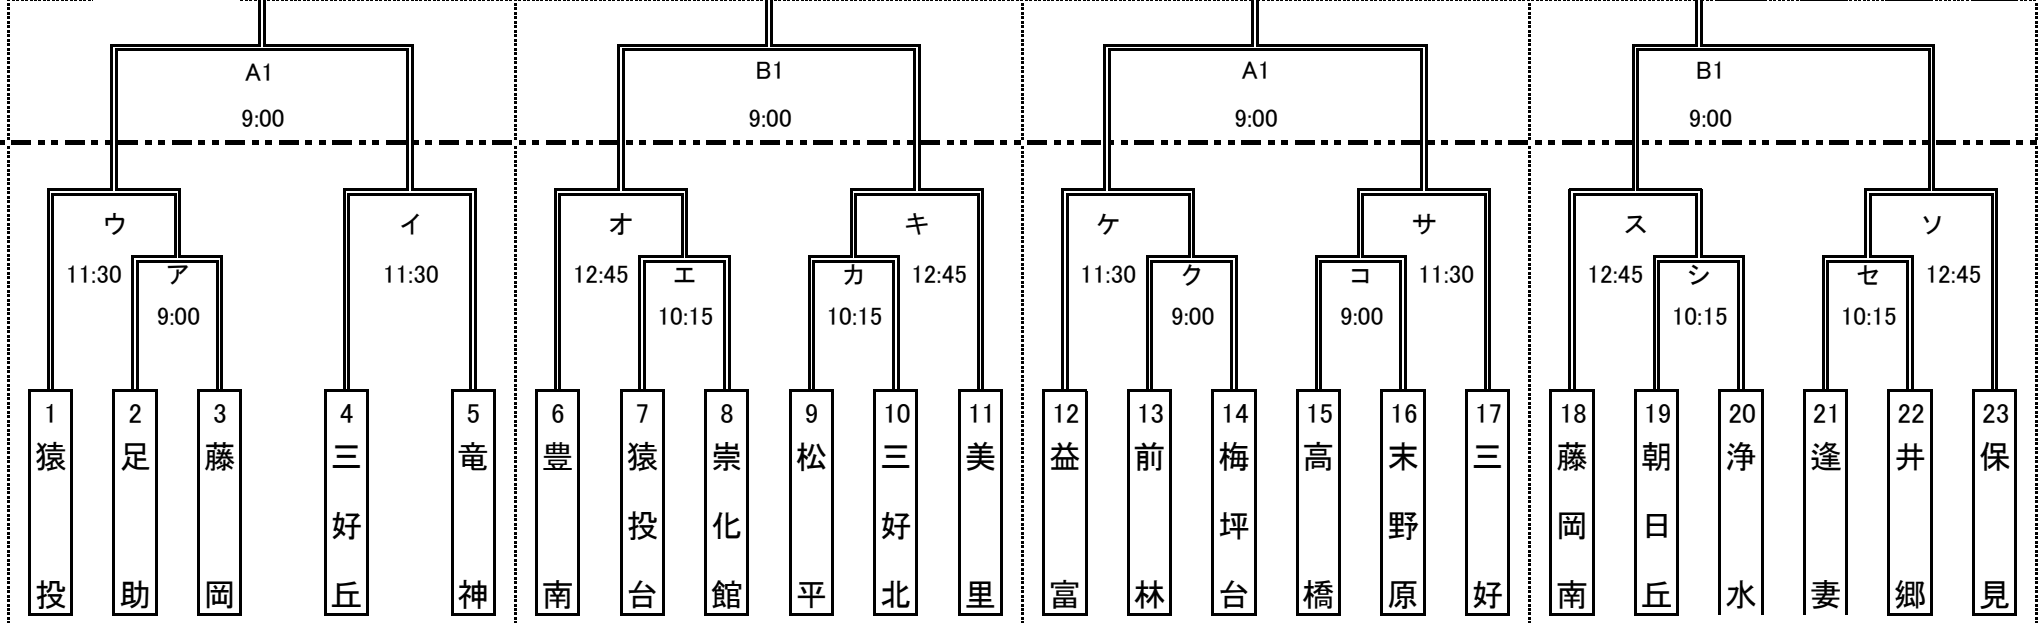 A1 B1 A1 B1
9:00 9:00 9:00 9:00
ウ イ オ キ ケ サ ス ソ
11:30 ア 11:30 12:45 エ カ 12:45 11:30 ク コ 11:30 12:45 シ セ 12:45
9:00 10:15 10:15 9:00 9:00 10:15 10:15
1 猿投
2 足助
3 藤岡
4 三好丘
5 竜神
6 豊南
7 猿投台
8 崇化館
9 松平
10 三好北
11 美里
12 益富
13 前林
14 梅坪台
15 高橋
16 末野原
17 三好
18 藤岡南
19 朝日丘
20 浄水
21 逢妻
22 井郷
23 保見